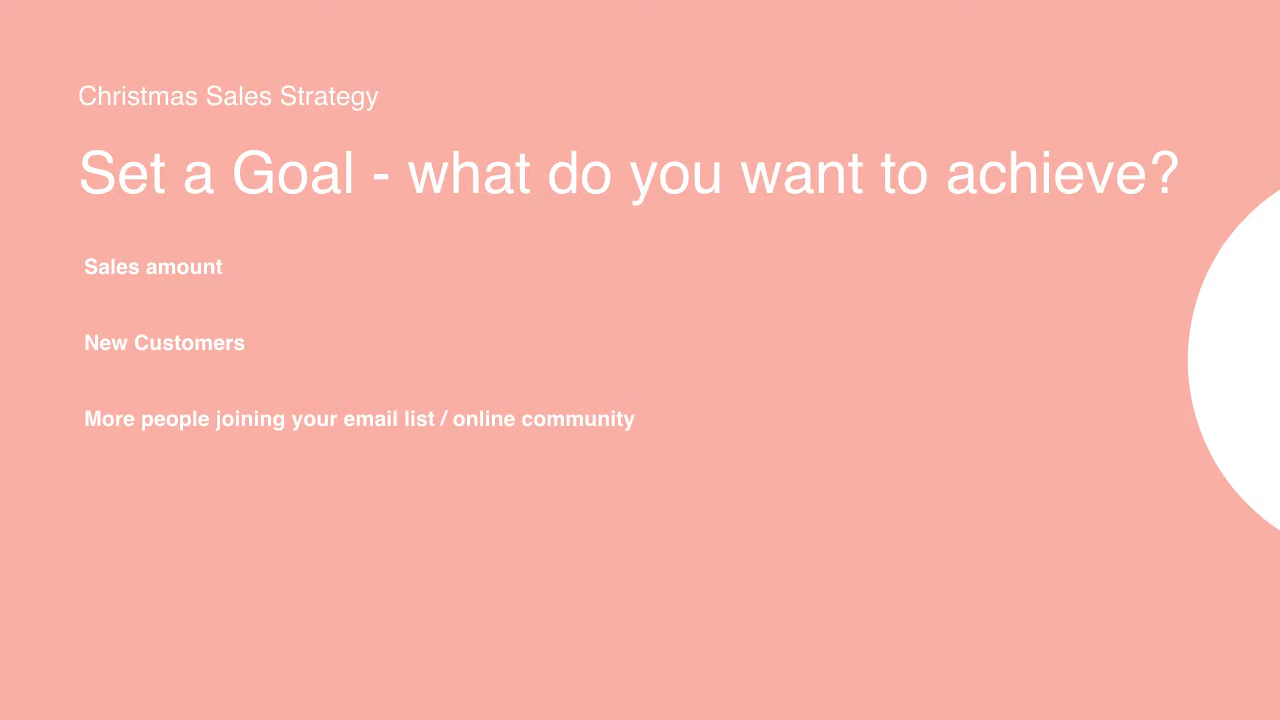 Christmas Sales Strategy
Set a Goal - what do you want to achieve?
Sales amount
New Customers
More people joining your email list / online community